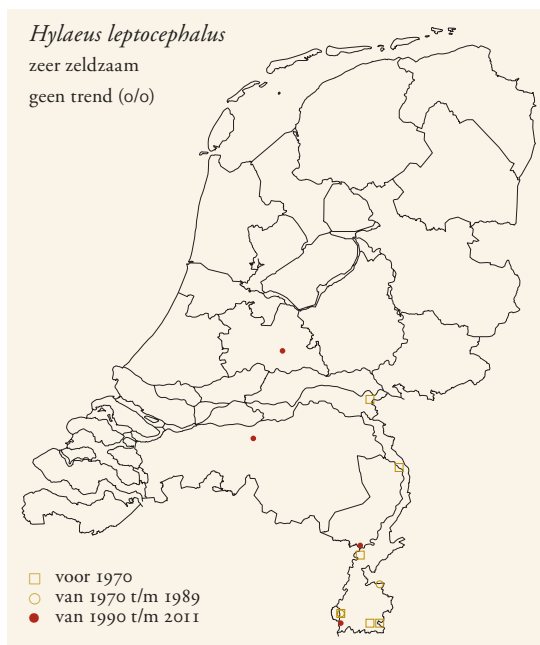 Hylaeus leptocephalus
zeer zeldzaam
geen trend (0/0)
voor 1970
van 1970 t/m 1989
van 1990 t/m 2011